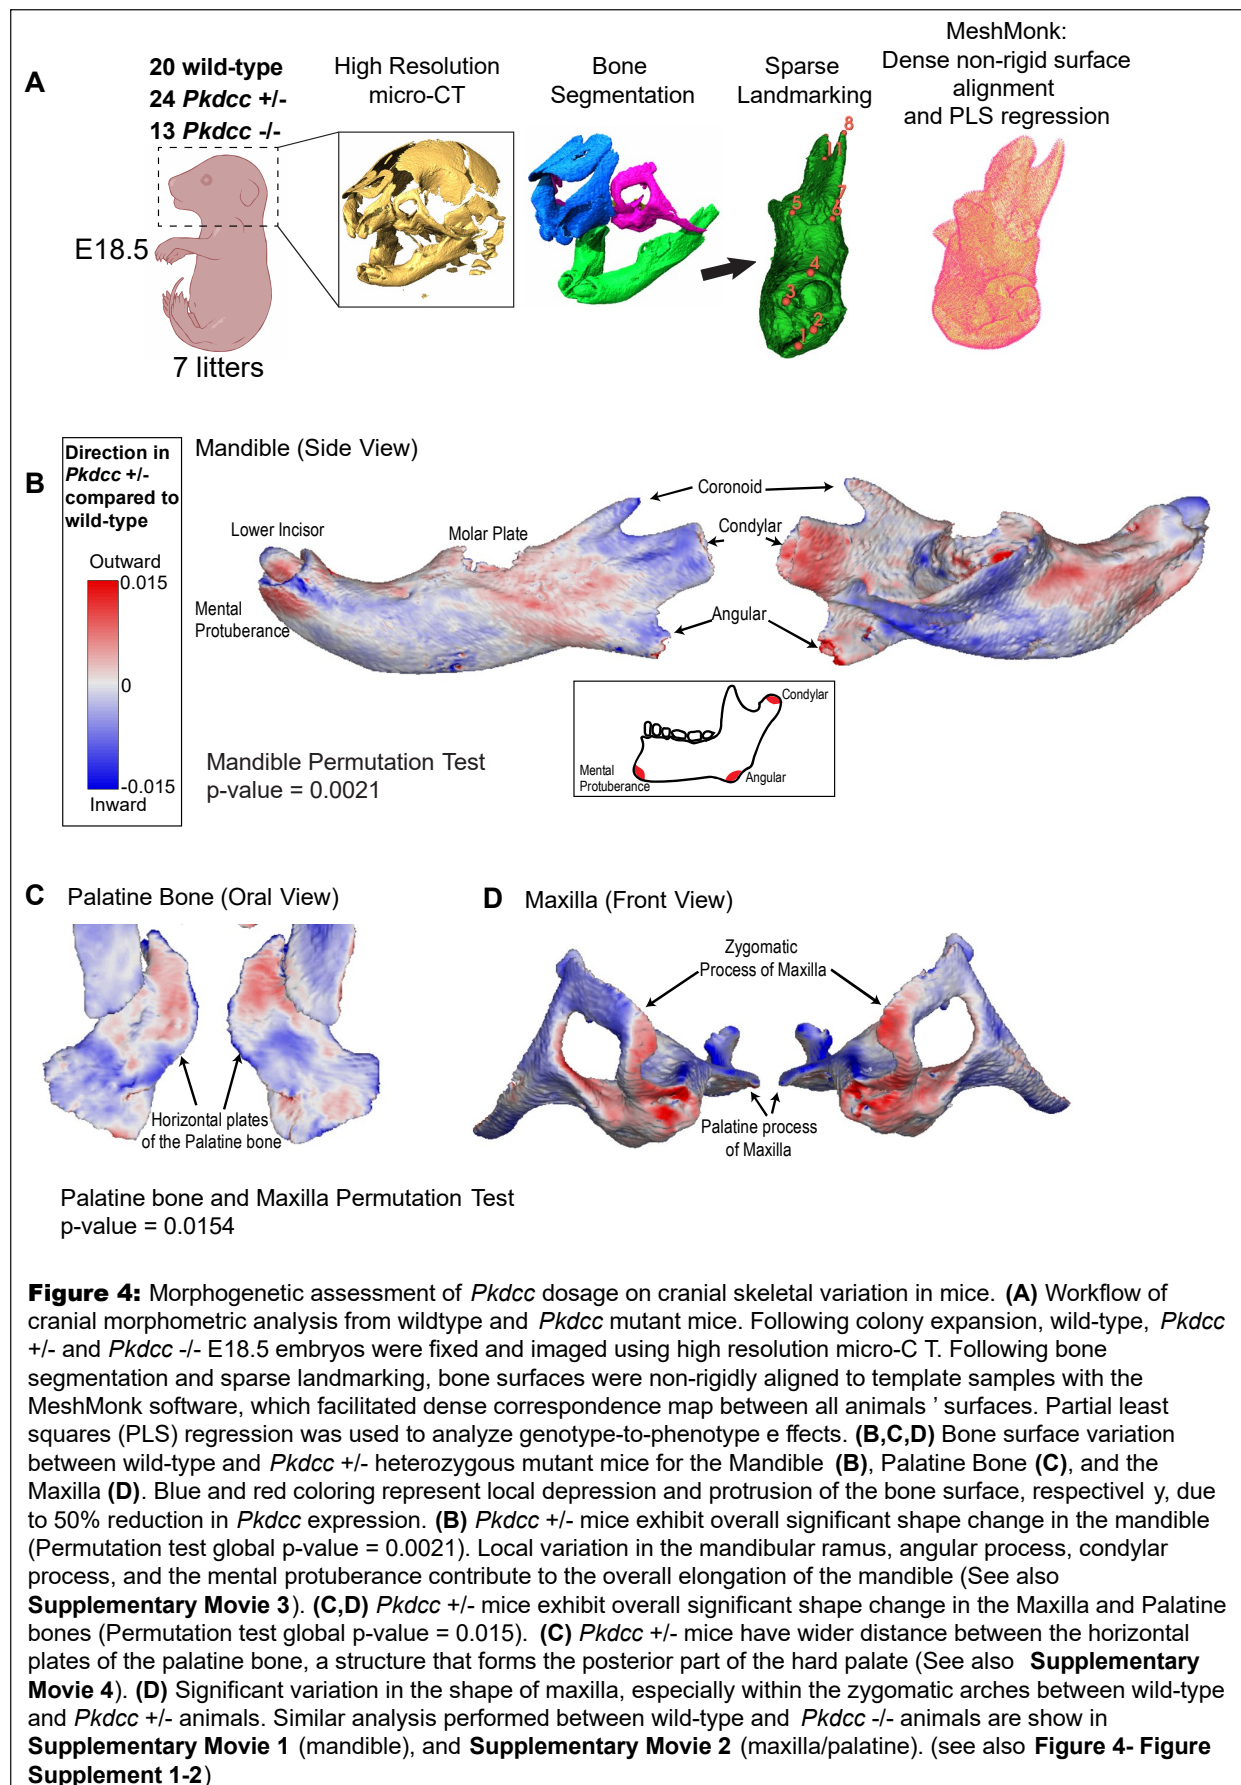 A
20 wild-type
24 Pkdcc +/-
13 Pkdcc -/-
E18.5
7 litters
High Resolution
micro-CT
Bone
Segmentation
Sparse
Landmarking
8
7
5
6
4
3
2
1
MeshMonk:
Dense non-rigid surface
alignment
and PLS regression
B
Direction in
Pkdcc +/-
compared to
wild-type
Outward
0.015
0
-0.015
Inward
Mandible (Side View)
Coronoid
Condylar
Lower Incisor
Molar Plate
Mental
Protuberance
Angular
Condylar
Mental
Protuberance
Angular
Mandible Permutation Test
p-value = 0.0021
C Palatine Bone (Oral View)
Horizontal plates
of the Palatine bone
D Maxilla (Front View)
Zygomatic
Process of Maxilla
Palatine process
of Maxilla
Palatine bone and Maxilla Permutation Test
p-value = 0.0154
Figure 4: Morphogenetic assessment of Pkdcc dosage on cranial skeletal variation in mice. (A) Workflow of
cranial morphometric analysis from wildtype and Pkdcc mutant mice. Following colony expansion, wild-type, Pkdcc
+/- and Pkdcc -/- E18.5 embryos were fixed and imaged using high resolution micro-C T. Following bone
segmentation and sparse landmarking, bone surfaces were non-rigidly aligned to template samples with the
MeshMonk software, which facilitated dense correspondence map between all animals ' surfaces. Partial least
squares (PLS) regression was used to analyze genotype-to-phenotype e ffects. (B,C,D) Bone surface variation
between wild-type and Pkdcc +/- heterozygous mutant mice for the Mandible (B), Palatine Bone (C), and the
Maxilla (D). Blue and red coloring represent local depression and protrusion of the bone surface, respectivel y, due
to 50% reduction in Pkdcc expression. (B) Pkdcc +/- mice exhibit overall significant shape change in the mandible
(Permutation test global p-value = 0.0021). Local variation in the mandibular ramus, angular process, condylar
process, and the mental protuberance contribute to the overall elongation of the mandible (See also
Supplementary Movie 3). (C,D) Pkdcc +/- mice exhibit overall significant shape change in the Maxilla and Palatine
bones (Permutation test global p-value = 0.015). (C) Pkdcc +/- mice have wider distance between the horizontal
plates of the palatine bone, a structure that forms the posterior part of the hard palate (See also Supplementary
Movie 4). (D) Significant variation in the shape of maxilla, especially within the zygomatic arches between wild-type
and Pkdcc +/- animals. Similar analysis performed between wild-type and Pkdcc -/- animals are show in
Supplementary Movie 1 (mandible), and Supplementary Movie 2 (maxilla/palatine). (see also Figure 4- Figure
Supplement 1-2)